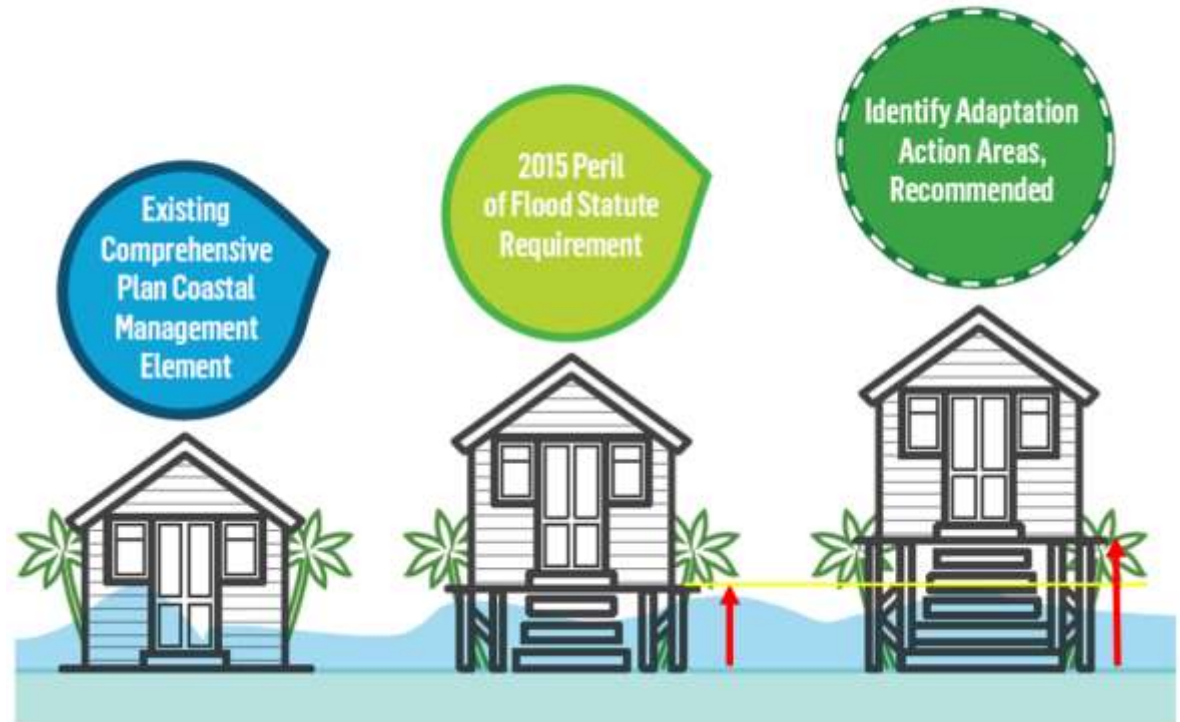 Existing
Comprehensive
Plan Coastal
Management
Element
2015 Peril
of Flood Statute
Requirement
Identify Adaptation
Action Areas,
Recommended